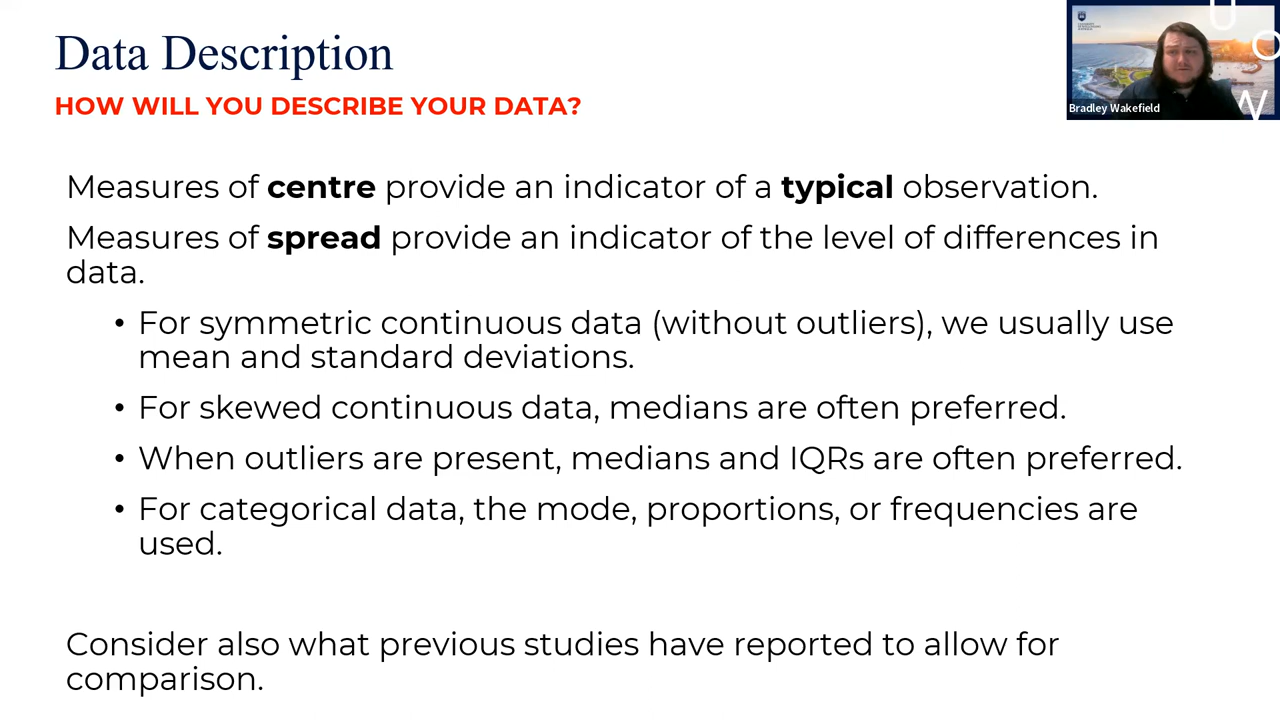 Data Description
HOW WILL YOU DESCRIBE YOUR DATA?
U
O
W
Bradley Wakefield
Measures of centre provide an indicator of a typical observation.
Measures of spread provide an indicator of the level of differences in
data.
• For symmetric continuous data (without outliers), we usually use
mean and standard deviations.
• For skewed continuous data, medians are often preferred.
• When outliers are present, medians and IQRs are often preferred.
• For categorical data, the mode, proportions, or frequencies are
used.
Consider also what previous studies have reported to allow for
comparison.